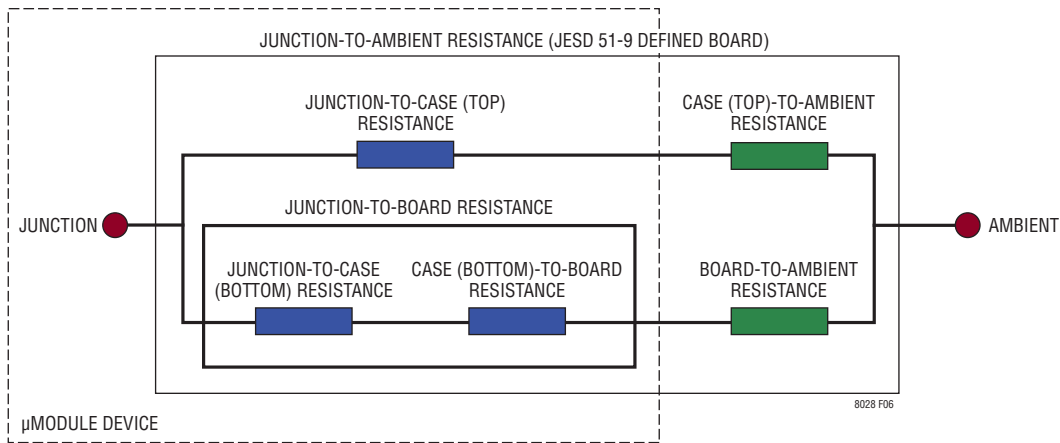 JUNCTION-TO-AMBIENT RESISTANCE (JESD 51-9 DEFINED BOARD)
JUNCTION-TO-CASE (TOP)
RESISTANCE
CASE (TOP)-TO-AMBIENT
RESISTANCE
JUNCTION
JUNCTION-TO-BOARD RESISTANCE
AMBIENT
JUNCTION-TO-CASE
(BOTTOM) RESISTANCE
CASE (BOTTOM)-TO-BOARD
RESISTANCE
BOARD-TO-AMBIENT
RESISTANCE
8028 F06
µMODULE DEVICE